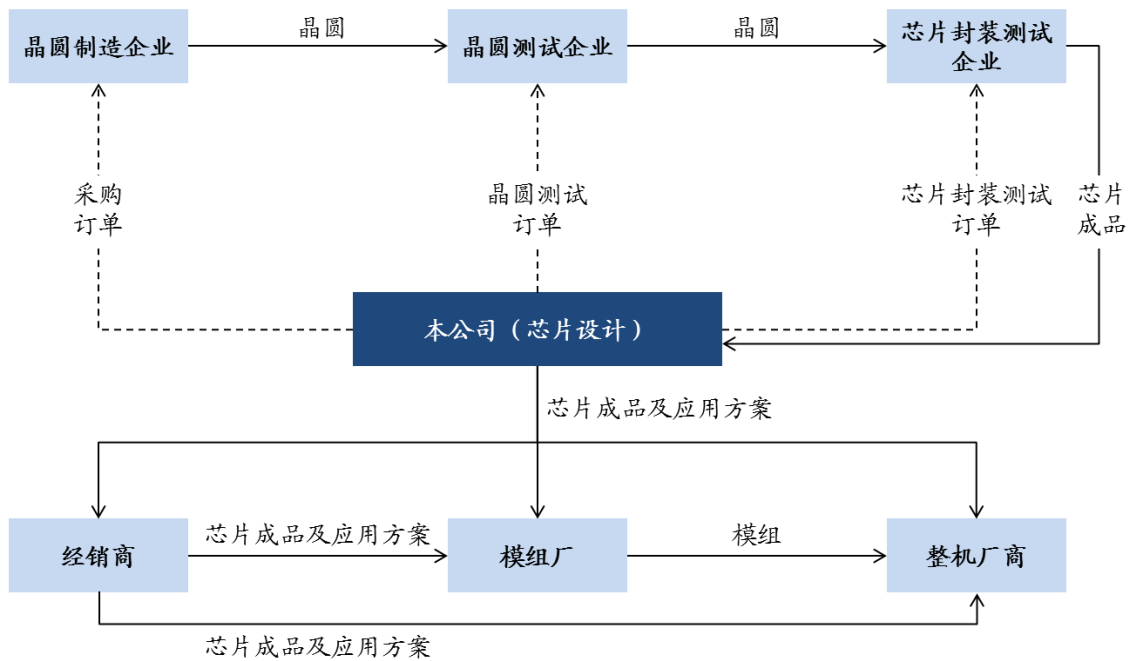 晶圆
晶圆
晶圆制造企业
晶圆测试企业
芯片封装测试
企业
采购
订单
晶圆测试
订单
芯片封装测试
订单
芯片
成品
本公司（芯片设计）
芯片成品及应用方案
经销商
芯片成品及应用方案
模组厂
模组
整机厂商
芯片成品及应用方案